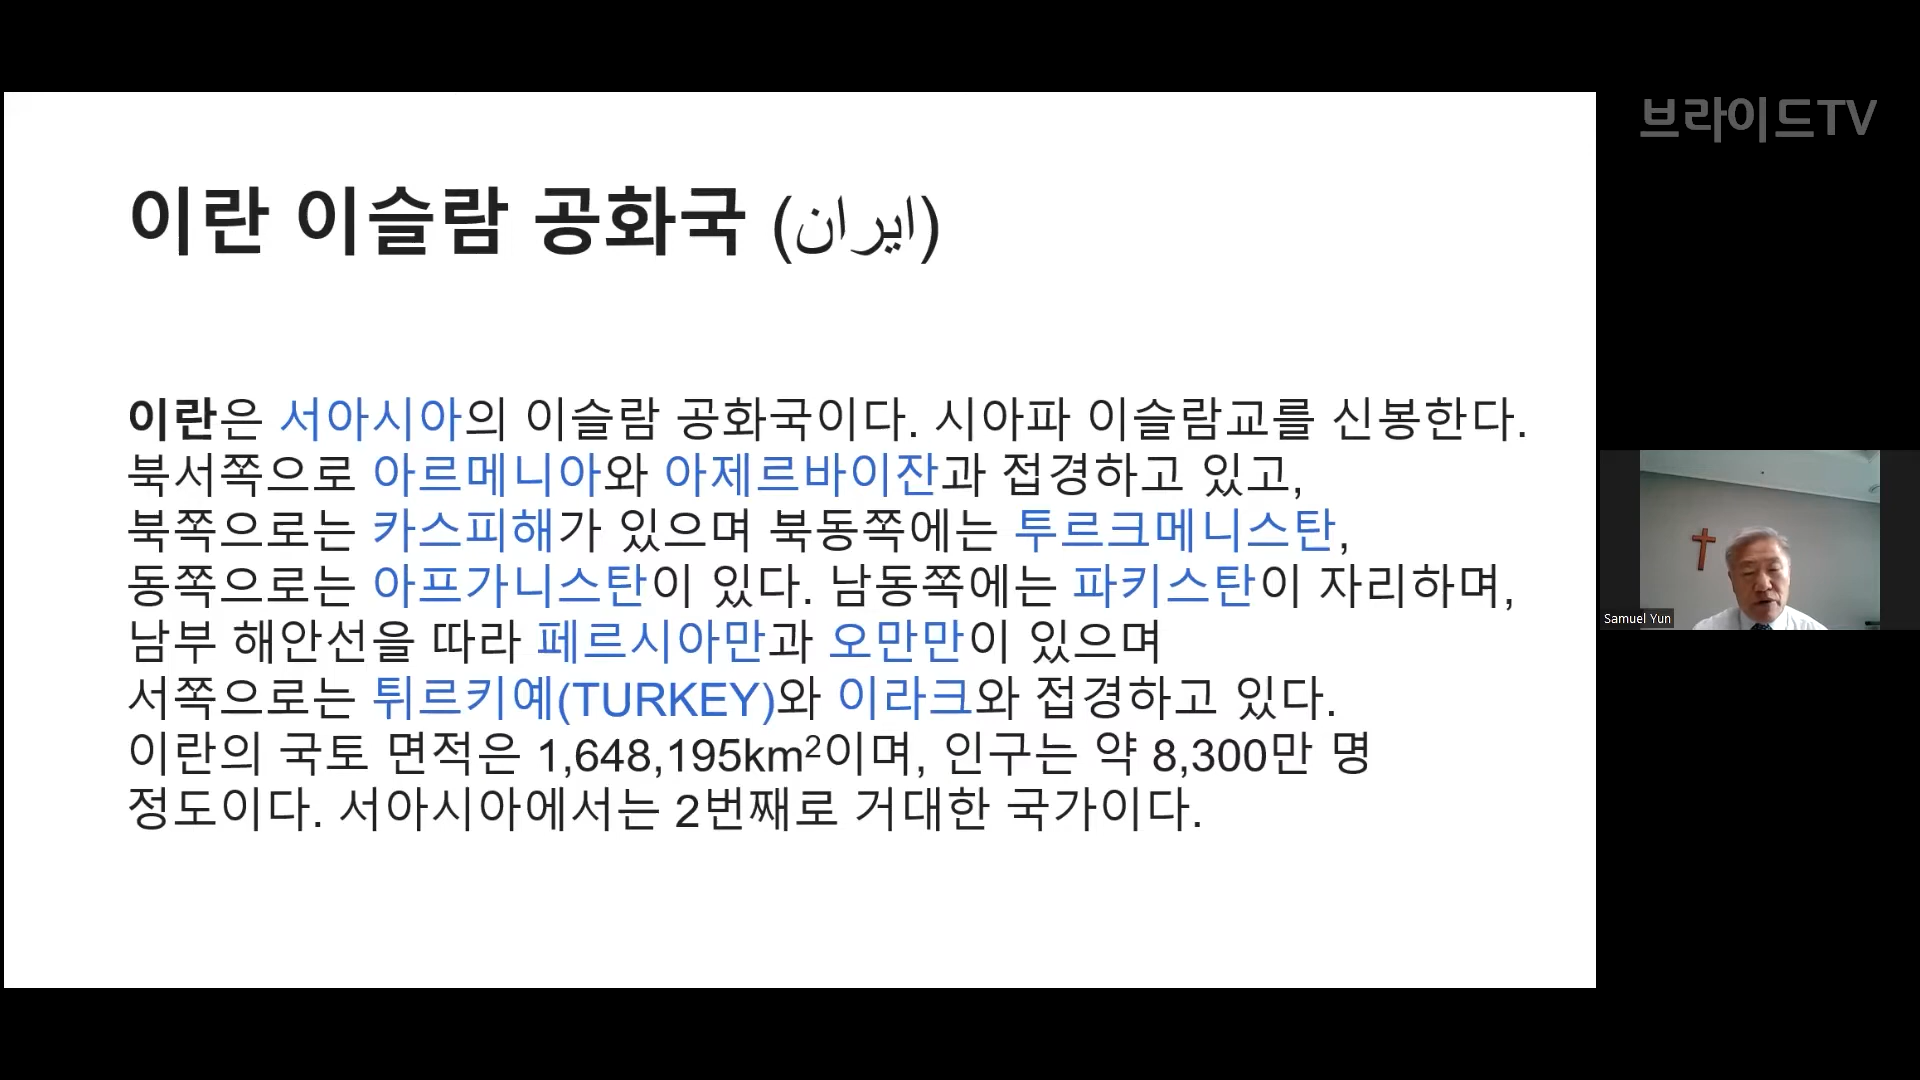 브라이드TV
이란 이슬람 공화국 (ایران)
이란은 서아시아의 이슬람 공화국이다. 시아파 이슬람교를 신봉한다.
북서쪽으로 아르메니아와 아제르바이잔과 접경하고 있고,
북쪽으로는 카스피해가 있으며 북동쪽에는 투르크메니스탄,
동쪽으로는 아프가니스탄이 있다. 남동쪽에는 파키스탄이 자리하며,
남부 해안선을 따라 페르시아만과 오만만이 있으며
서쪽으로는 튀르키예(TURKEY)와 이라크와 접경하고 있다.
이란의 국토 면적은 1,648,195km²이며, 인구는 약 8,300만 명
정도이다. 서아시아에서는 2번째로 거대한 국가이다.
Samuel Yun